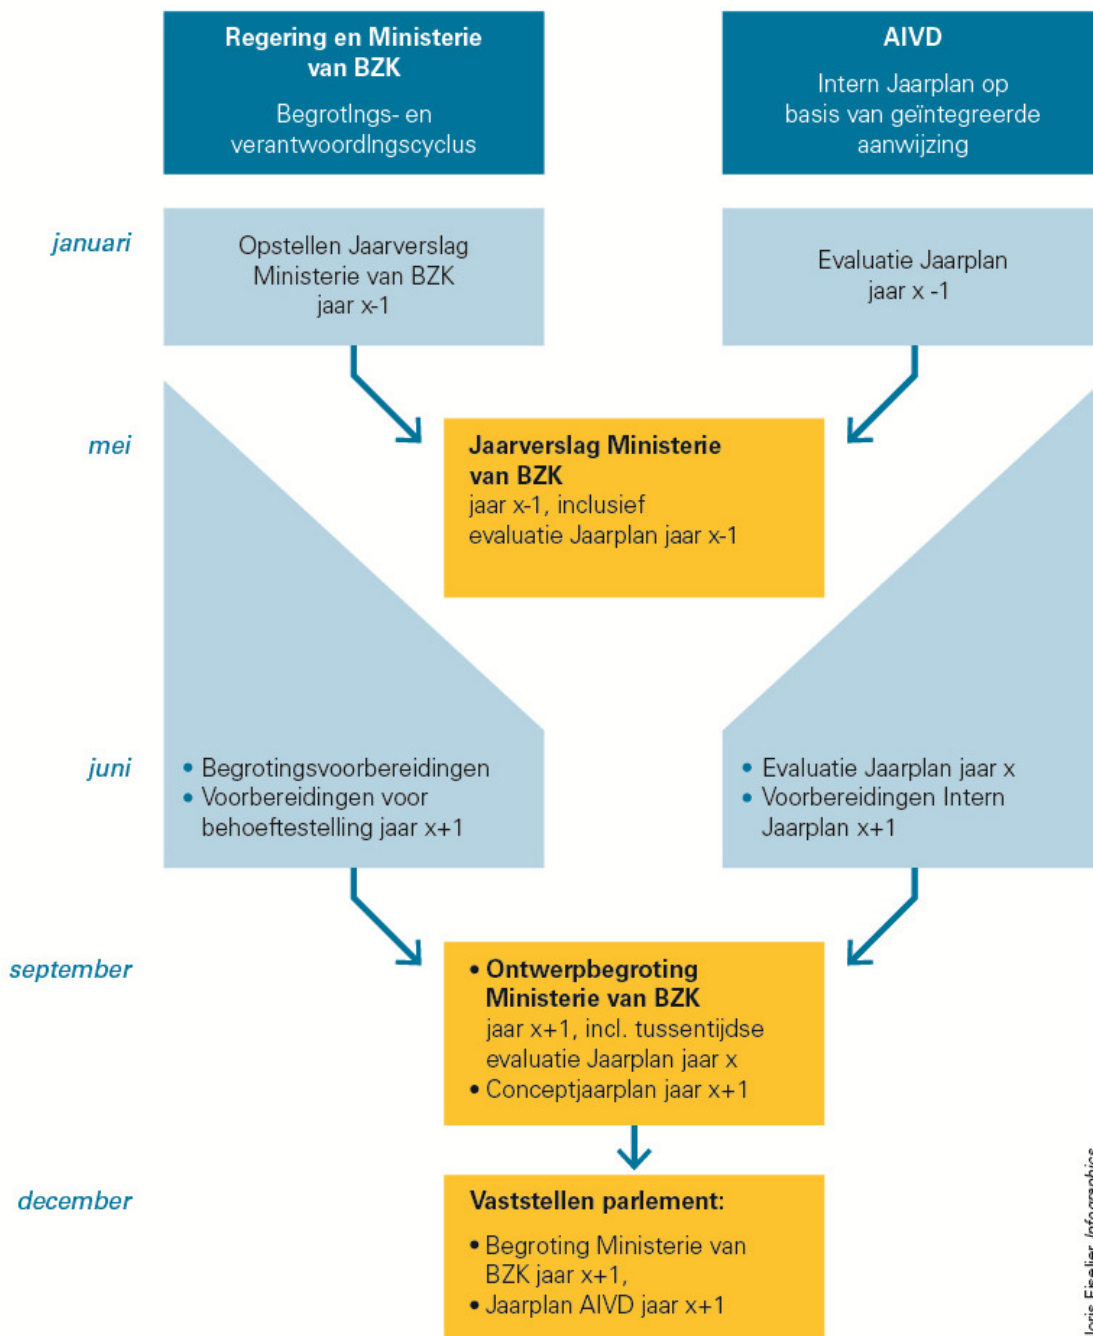 Regering en Ministerie
van BZK
Begrotings- en
verantwoordingscyclus
AIVD
Intern Jaarplan op
basis van geïntegreerde
aanwijzing
januari
Opstellen Jaarverslag
Ministerie van BZK
jaar x-1
Evaluatie Jaarplan
jaar x -1
mei
Jaarverslag Ministerie
van BZK
jaar x-1, inclusief
evaluatie Jaarplan jaar x-1
juni
• Begrotingsvoorbereidingen
• Voorbereidingen voor
behoeftestelling jaar x+1
• Evaluatie Jaarplan jaar x
• Voorbereidingen Intern
Jaarplan x+1
september
• Ontwerpbegroting
Ministerie van BZK
jaar x+1, incl. tussentijdse
evaluatie Jaarplan jaar x
• Conceptjaarplan jaar x+1
december
Vaststellen parlement:
• Begroting Ministerie van
BZK jaar x+1,
• Jaarplan AIVD jaar x+1
Joris Fiselier Infographics